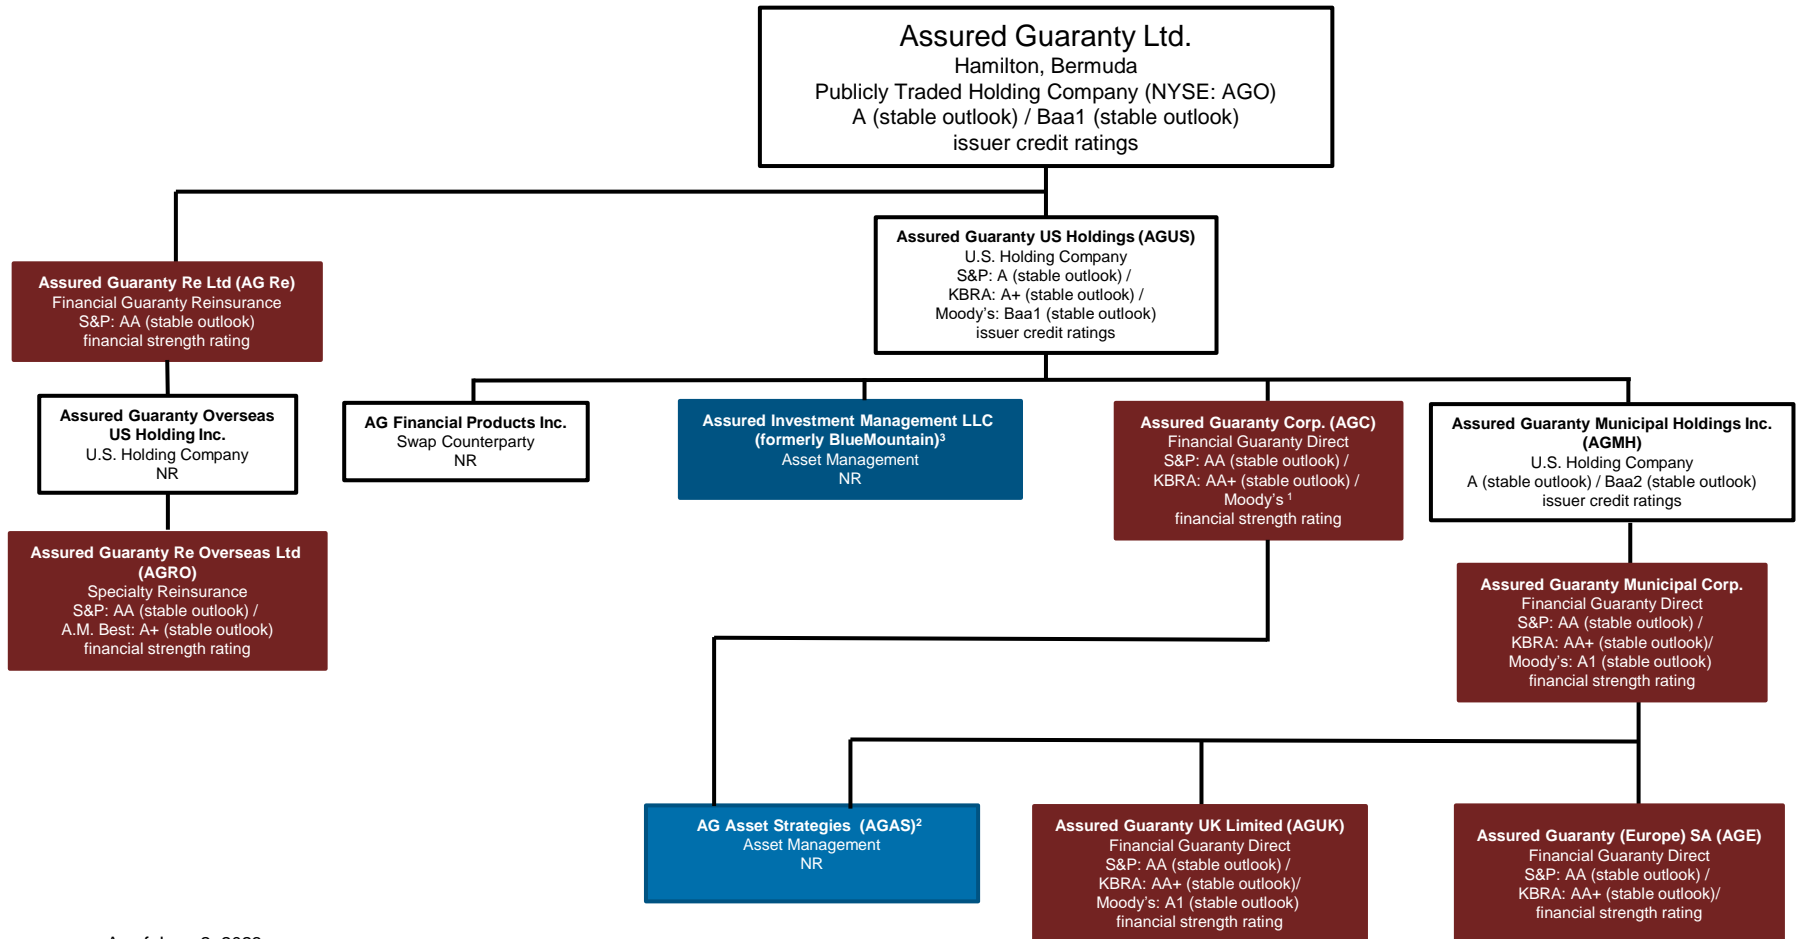 Assured Guaranty Ltd.
Hamilton, Bermuda
Publicly Traded Holding Company (NYSE: AGO)
A (stable outlook) / Baa1 (stable outlook)
issuer credit ratings
Assured Guaranty US Holdings (AGUS)
U.S. Holding Company
S&P: A (stable outlook) /
KBRA: A+ (stable outlook) /
Moody's: Baa1 (stable outlook)
issuer credit ratings
Assured Guaranty Re Ltd (AG Re)
Financial Guaranty Reinsurance
S&P: AA (stable outlook)
financial strength rating
Assured Guaranty Overseas
US Holding Inc.
U.S. Holding Company
NR
AG Financial Products Inc.
Swap Counterparty
NR
Assured Investment Management LLC
(formerly BlueMountain)³
Asset Management
NR
Assured Guaranty Corp. (AGC)
Financial Guaranty Direct
S&P: AA (stable outlook) /
KBRA: AA+ (stable outlook) /
Moody's ¹
financial strength rating
Assured Guaranty Municipal Holdings Inc.
(AGMH)
U.S. Holding Company
A (stable outlook) / Baa2 (stable outlook)
issuer credit ratings
Assured Guaranty Re Overseas Ltd
(AGRO)
Specialty Reinsurance
S&P: AA (stable outlook) /
A.M. Best: A+ (stable outlook)
financial strength rating
Assured Guaranty Municipal Corp.
Financial Guaranty Direct
S&P: AA (stable outlook) /
KBRA: AA+ (stable outlook)/
Moody's: A1 (stable outlook)
financial strength rating
AG Asset Strategies (AGAS)²
Asset Management
NR
Assured Guaranty UK Limited (AGUK)
Financial Guaranty Direct
S&P: AA (stable outlook) /
KBRA: AA+ (stable outlook)/
Moody's: A1 (stable outlook)
financial strength rating
Assured Guaranty (Europe) SA (AGE)
Financial Guaranty Direct
S&P: AA (stable outlook) /
KBRA: AA+ (stable outlook)/
financial strength rating